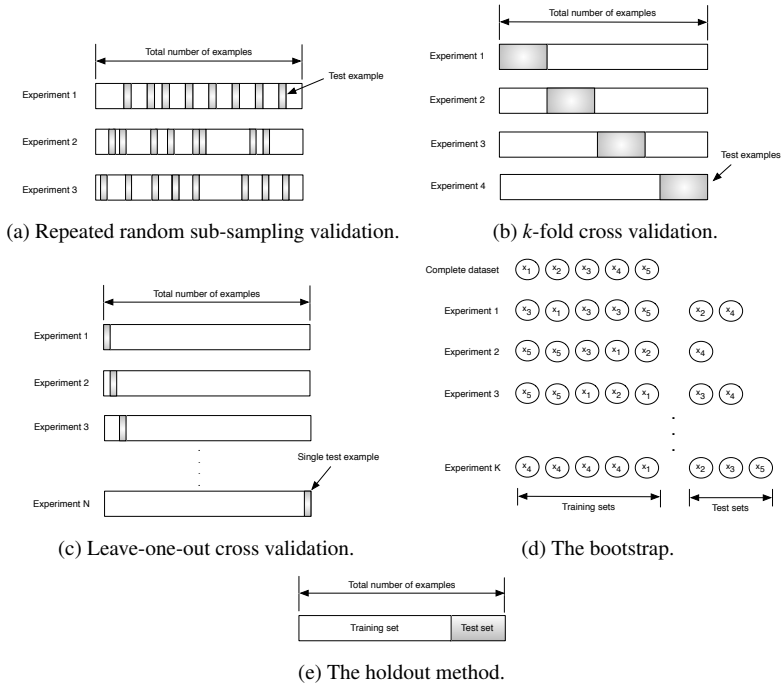 Total number of examples
Test example
Experiment 1
Experiment 2
Experiment 3
(a) Repeated random sub-sampling validation.
Total number of examples
Experiment 1
Experiment 2
Experiment 3
Test examples
Experiment 4
(b) k-fold cross validation.
Total number of examples
Experiment 1
Experiment 2
Experiment 3
Single test example
Experiment N
(c) Leave-one-out cross validation.
Complete dataset x1 x2 x3 x4 x5
Experiment 1 x3 x1 x3 x3 x5 x2 x4
Experiment 2 x5 x5 x3 x1 x2 x4
Experiment 3 x5 x5 x1 x2 x1 x3 x4
Experiment K x4 x4 x4 x4 x1 x2 x3 x5
Training sets Test sets
(d) The bootstrap.
Total number of examples
Training set Test set
(e) The holdout method.